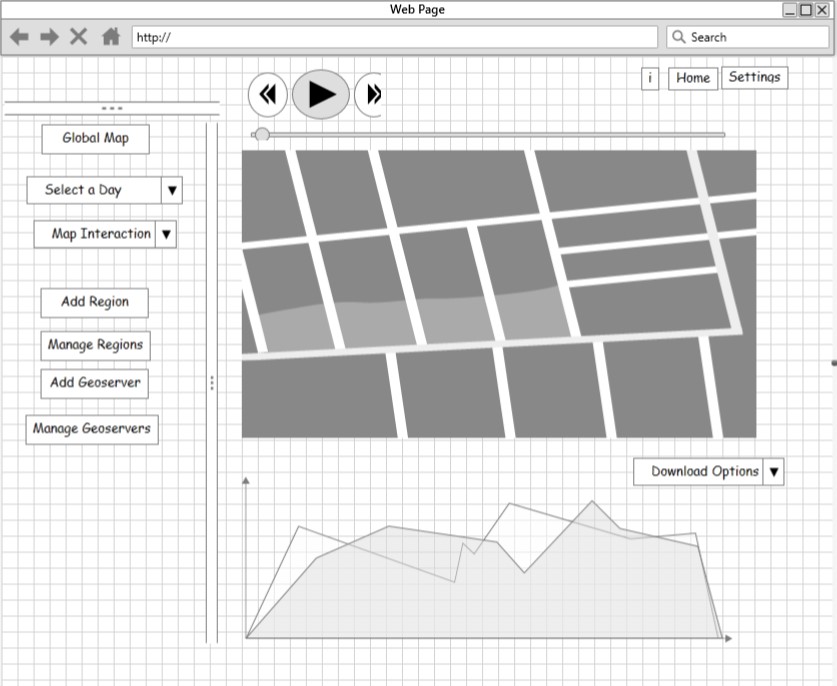 Web Page
http://
Search
i
Home
Settings
Global Map
Select a Day
Map Interaction
Add Region
Manage Regions
Add Geoserver
Manage Geoservers
Download Options